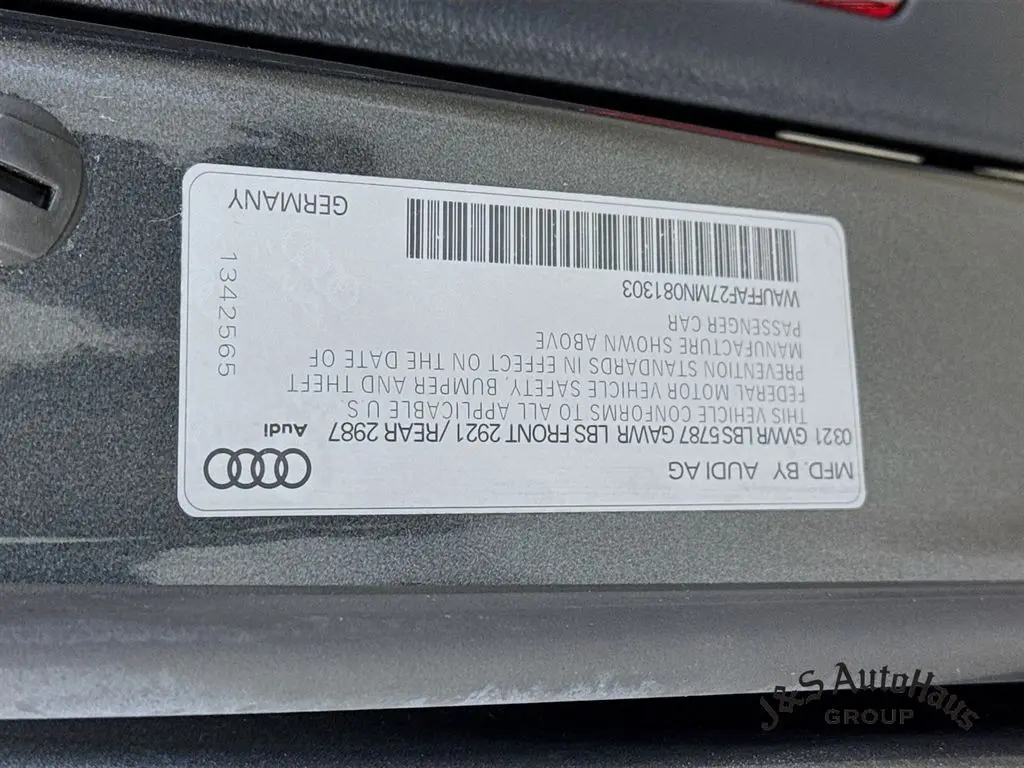 MFD. BY AUDI AG
0321 GVWR LBS 5787 GAWR LBS FRONT 2921 / REAR 2987
THIS VEHICLE CONFORMS TO ALL APPLICABLE U.S.
FEDERAL MOTOR VEHICLE SAFETY, BUMPER AND THEFT
PREVENTION STANDARDS IN EFFECT ON THE DATE OF
MANUFACTURE SHOWN ABOVE
PASSENGER CAR
WAUFFAF27MN081303
GERMANY
Audi
1342565
J&S AutoHaus
GROUP